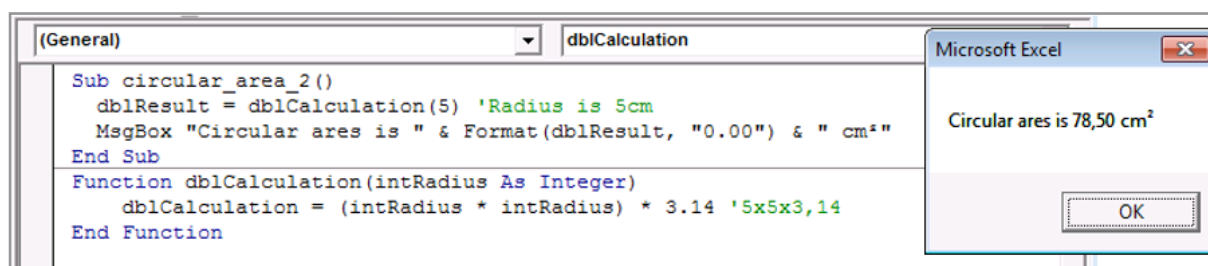 (General)
dblCalculation
Sub circular_area_2()
dblResult = dblCalculation(5) 'Radius is 5cm
MsgBox "Circular ares is " & Format(dblResult, "0.00") & " cm²"
End Sub
Function dblCalculation(intRadius As Integer)
dblCalculation = (intRadius * intRadius) * 3.14 '5x5x3,14
End Function
Microsoft Excel
Circular ares is 78,50 cm²
OK